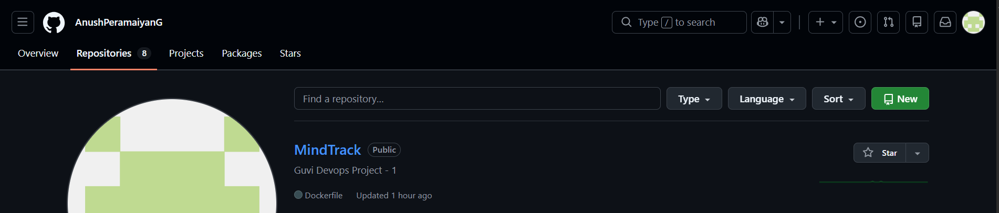 AnushPeramaiyanG
Type / to search
Overview
Repositories 8
Projects
Packages
Stars
Find a repository...
Type
Language
Sort
New
MindTrack Public
Star
Guvi Devops Project - 1
Dockerfile Updated 1 hour ago